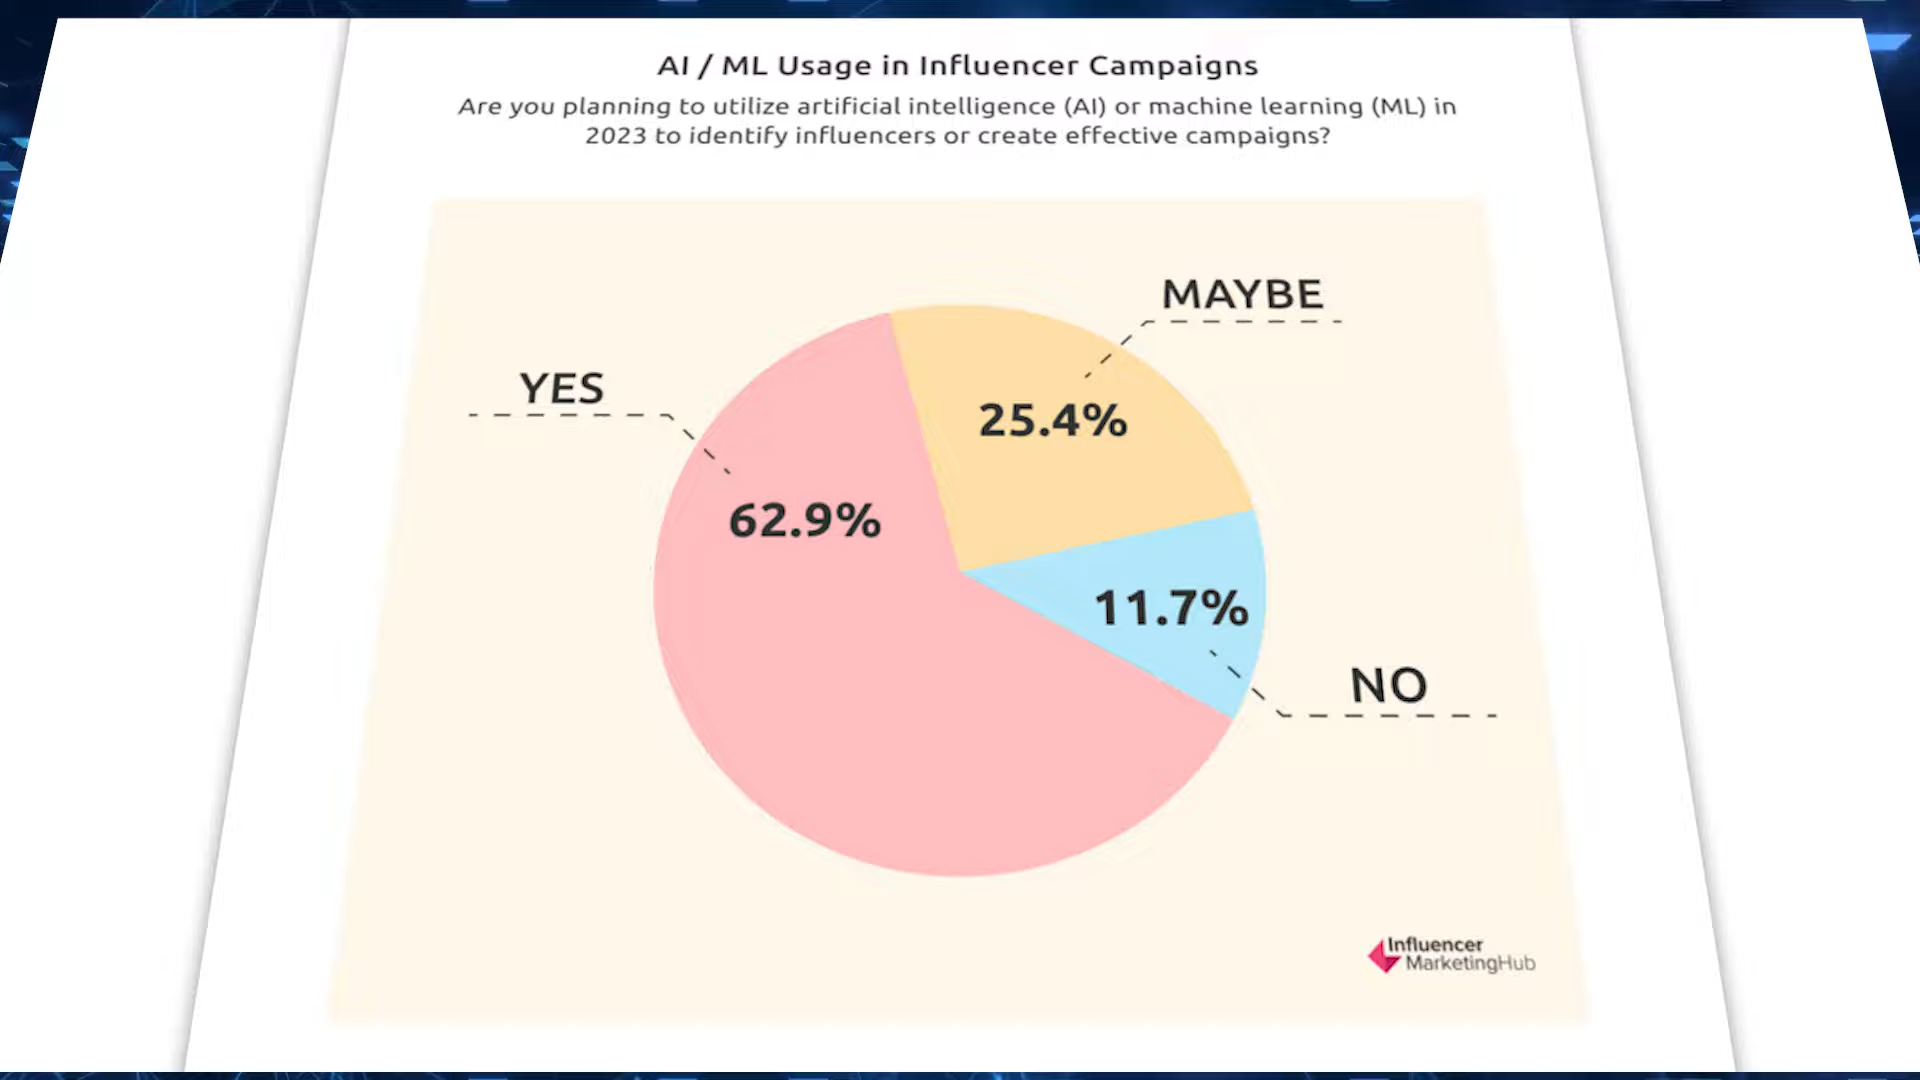 AI / ML Usage in Influencer Campaigns
Are you planning to utilize artificial intelligence (AI) or machine learning (ML) in
2023 to identify influencers or create effective campaigns?
MAYBE
YES
25.4%
62.9%
11.7%
NO
Influencer
MarketingHub